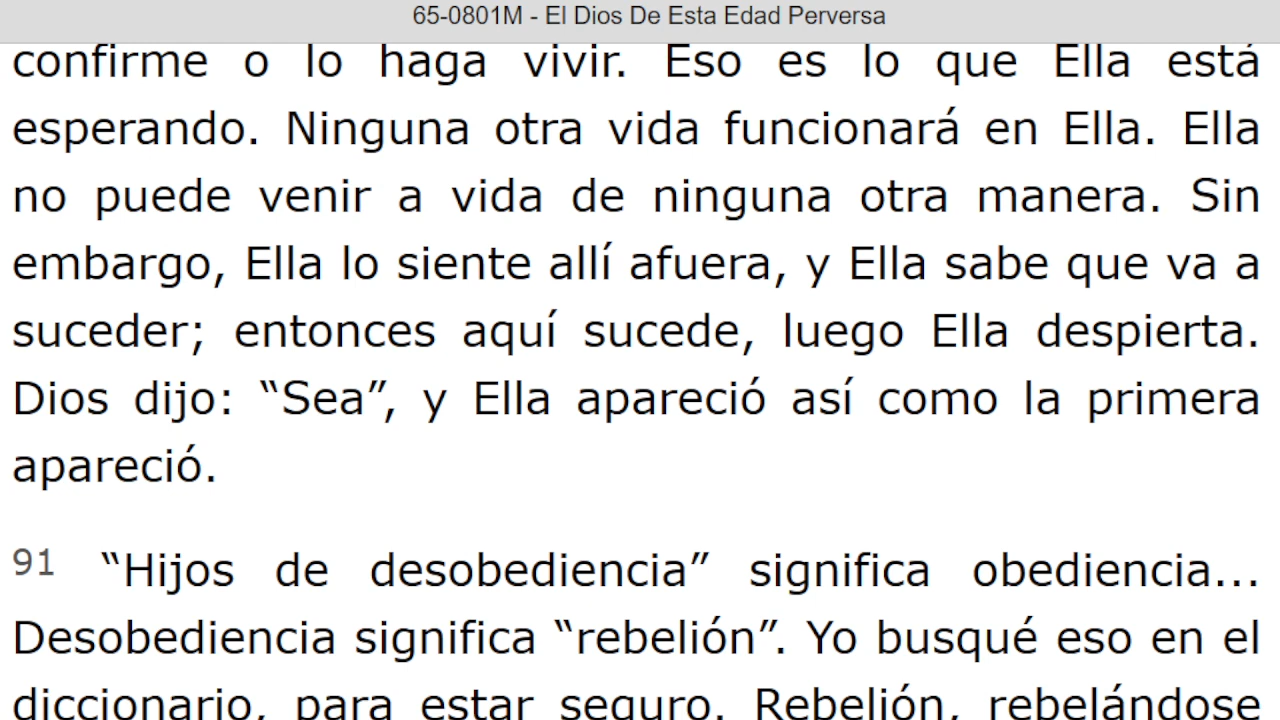 65-0801M - El Dios De Esta Edad Perversa
confirme o lo haga vivir. Eso es lo que Ella está
esperando. Ninguna otra vida funcionará en Ella. Ella
no puede venir a vida de ninguna otra manera. Sin
embargo, Ella lo siente allí afuera, y Ella sabe que va a
suceder; entonces aquí sucede, luego Ella despierta.
Dios dijo: “Sea”, y Ella apareció así como la primera
apareció.
91 “Hijos de desobediencia” significa obediencia...
Desobediencia significa “rebelión”. Yo busqué eso en el
diccionario, para estar seguro. Rebelión, rebelándose